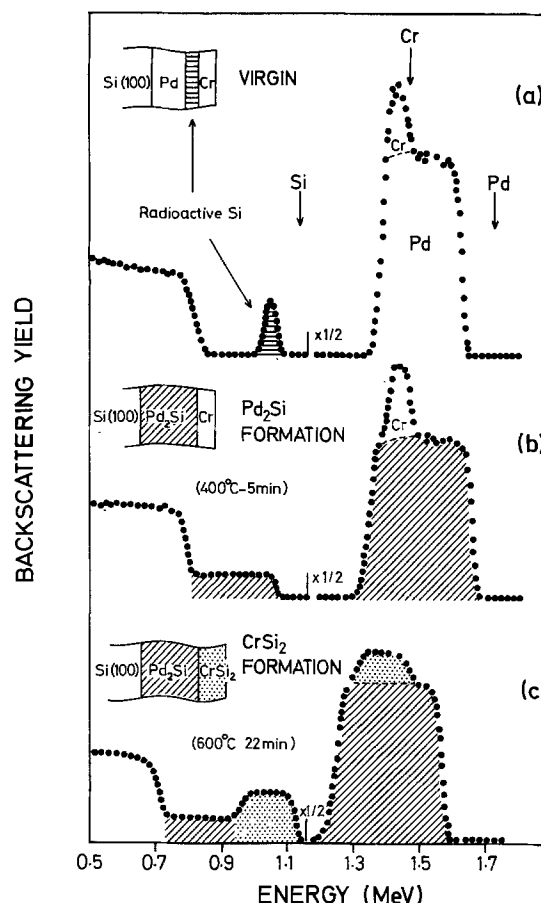 Cr
Si(100) Pd Cr VIRGIN (a)
Cr
Si Pd
Radioactive Si
Pd
x1/2
BACKSCATTERING YIELD
Si(100) Pd₂Si Cr Pd₂Si
FORMATION (b)
Cr
(400°C-5min)
x1/2
Si(100) Pd₂Si CrSi₂ CrSi₂
FORMATION (c
(600°C 22min)
x1/2
0.5 0.7 0.9 1.1 1.3 1.5 1.7
ENERGY (MeV)